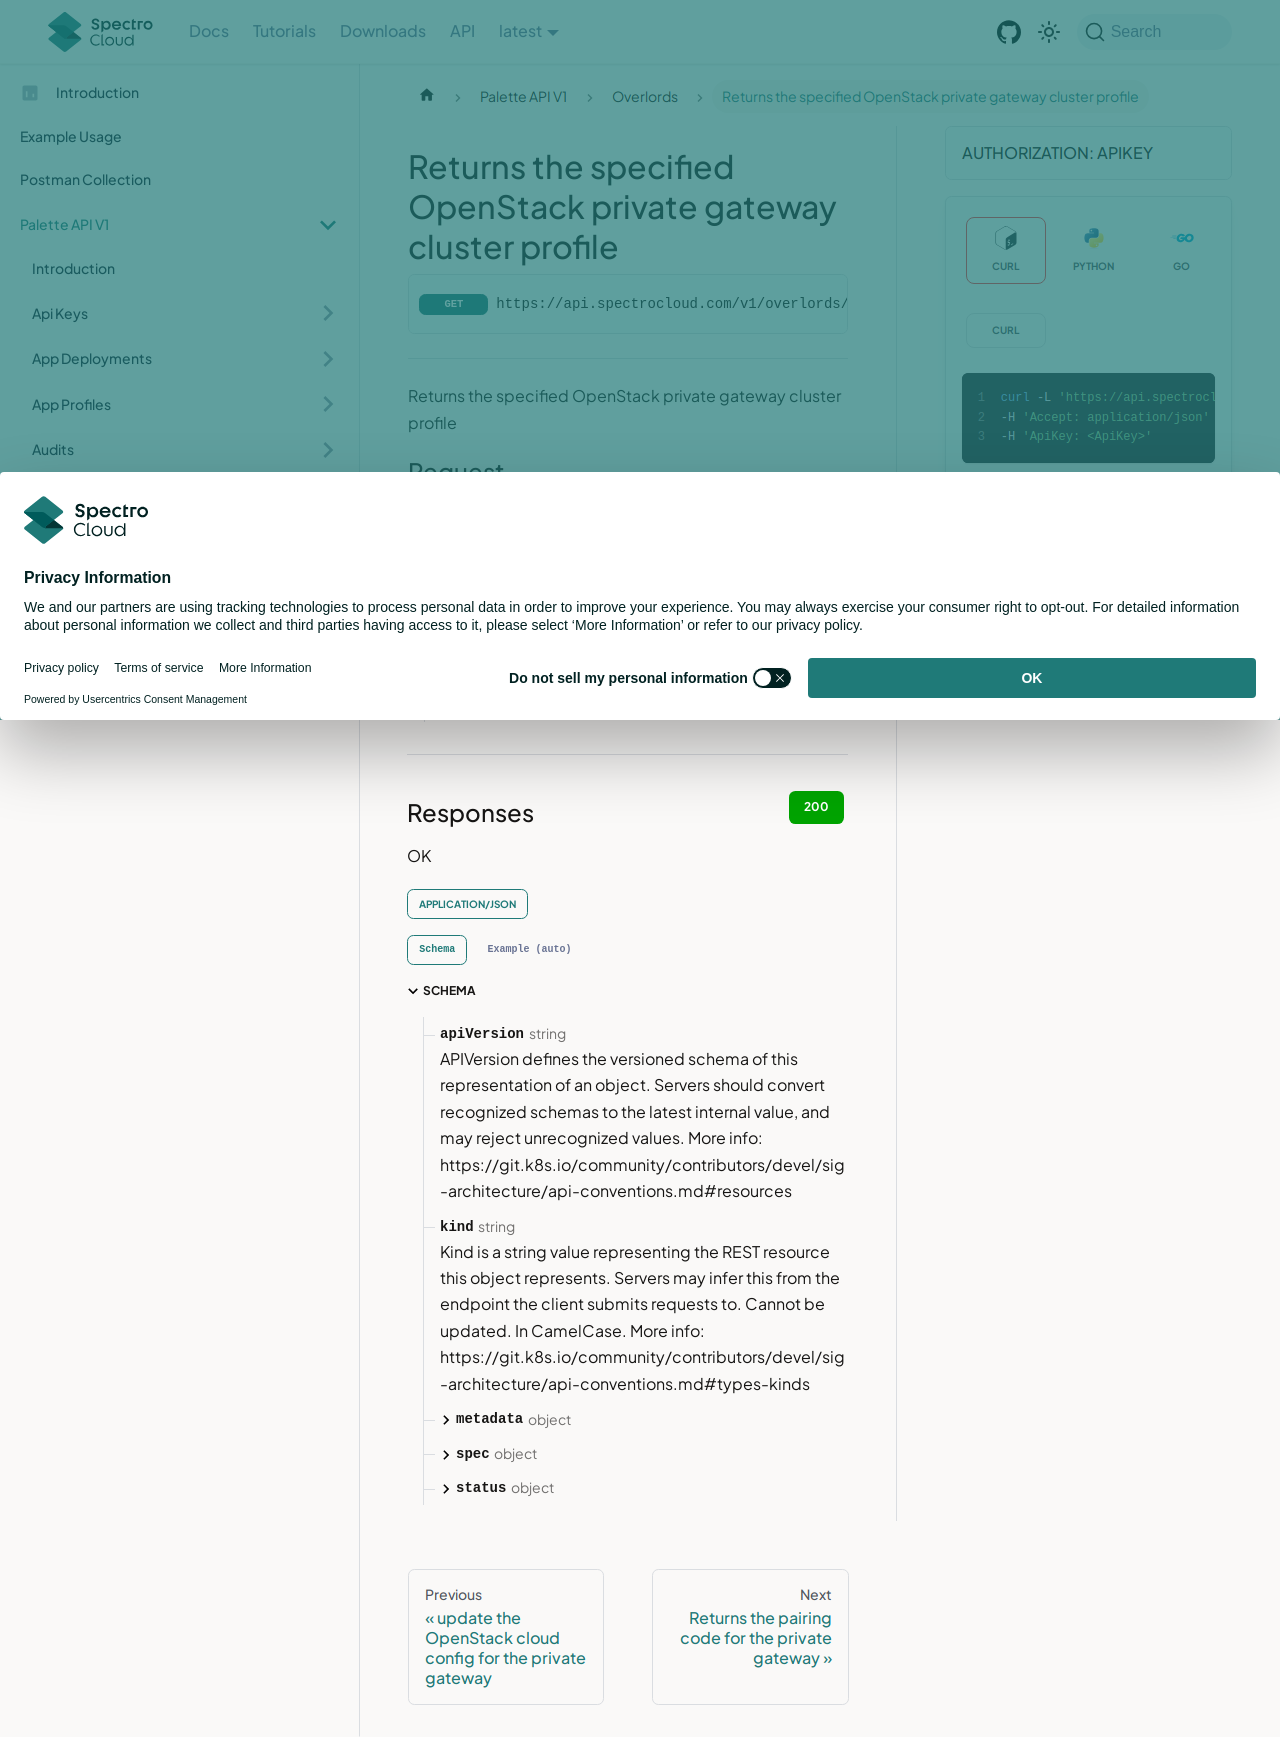 Spectro Cloud
Docs
Tutorials
Downloads
API
latest
Search
Introduction
Example Usage
Postman Collection
Palette API V1
Introduction
Api Keys
App Deployments
App Profiles
Audits
Palette API V1
Overlords
Returns the specified OpenStack private gateway cluster profile
Returns the specified
OpenStack private gateway
cluster profile
GET
https://api.spectrocloud.com/v1/overlords/
Returns the specified OpenStack private gateway cluster
profile
Request
AUTHORIZATION: APIKEY
CURL
PYTHON
GO
CURL
1 curl -L 'https://api.spectrocl
2 -H 'Accept: application/json'
3 -H 'ApiKey: <ApiKey>'
Spectro
Cloud
Privacy Information
We and our partners are using tracking technologies to process personal data in order to improve your experience. You may always exercise your consumer right to opt-out. For detailed information
about personal information we collect and third parties having access to it, please select ‘More Information’ or refer to our privacy policy.
Privacy policy
Terms of service
More Information
Powered by Usercentrics Consent Management
Do not sell my personal information
OK
Responses
200
OK
APPLICATION/JSON
Schema
Example (auto)
SCHEMA
apiVersion string
APIVersion defines the versioned schema of this
representation of an object. Servers should convert
recognized schemas to the latest internal value, and
may reject unrecognized values. More info:
https://git.k8s.io/community/contributors/devel/sig
-architecture/api-conventions.md#resources
kind string
Kind is a string value representing the REST resource
this object represents. Servers may infer this from the
endpoint the client submits requests to. Cannot be
updated. In CamelCase. More info:
https://git.k8s.io/community/contributors/devel/sig
-architecture/api-conventions.md#types-kinds
metadata object
spec object
status object
Previous
« update the
OpenStack cloud
config for the private
gateway
Next
Returns the pairing
code for the private
gateway »